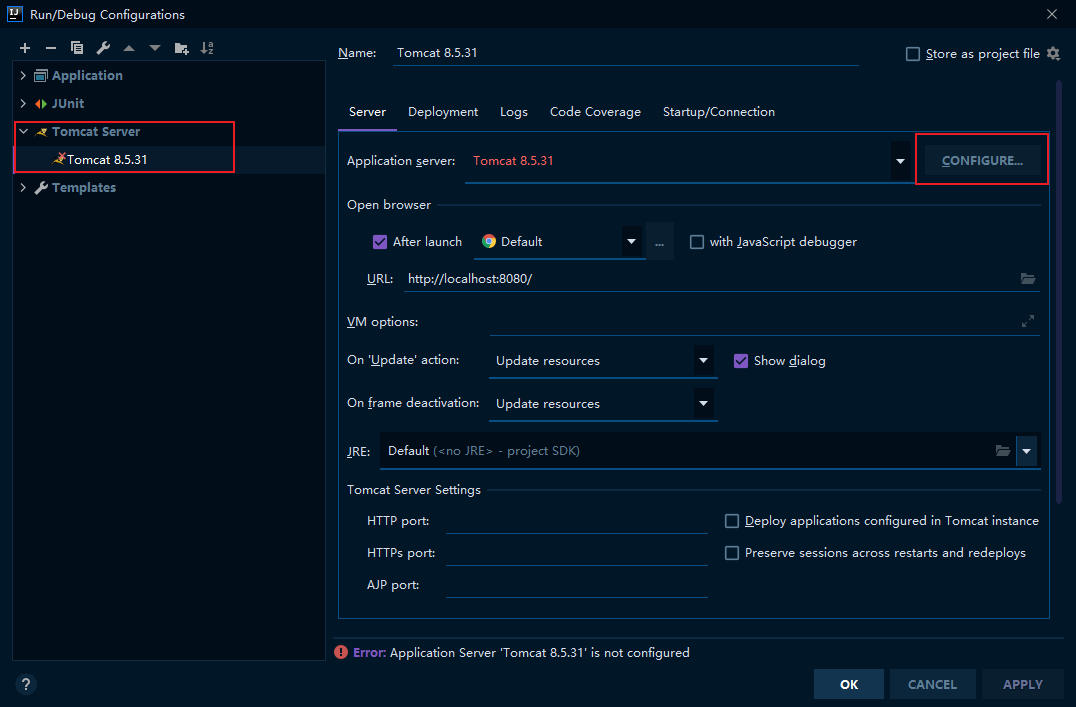 IJ Run/Debug Configurations
Application
JUnit
Tomcat Server
Tomcat 8.5.31
Templates
Name: Tomcat 8.5.31 Store as project file
Server Deployment Logs Code Coverage Startup/Connection
Application server: Tomcat 8.5.31 CONFIGURE...
Open browser
After launch Default ... with JavaScript debugger
URL: http://localhost:8080/
VM options:
On 'Update' action: Update resources Show dialog
On frame deactivation: Update resources
JRE: Default (<no JRE> - project SDK)
Tomcat Server Settings
HTTP port: Deploy applications configured in Tomcat instance
HTTPs port: Preserve sessions across restarts and redeploys
AJP port:
Error: Application Server 'Tomcat 8.5.31' is not configured
? OK CANCEL APPLY